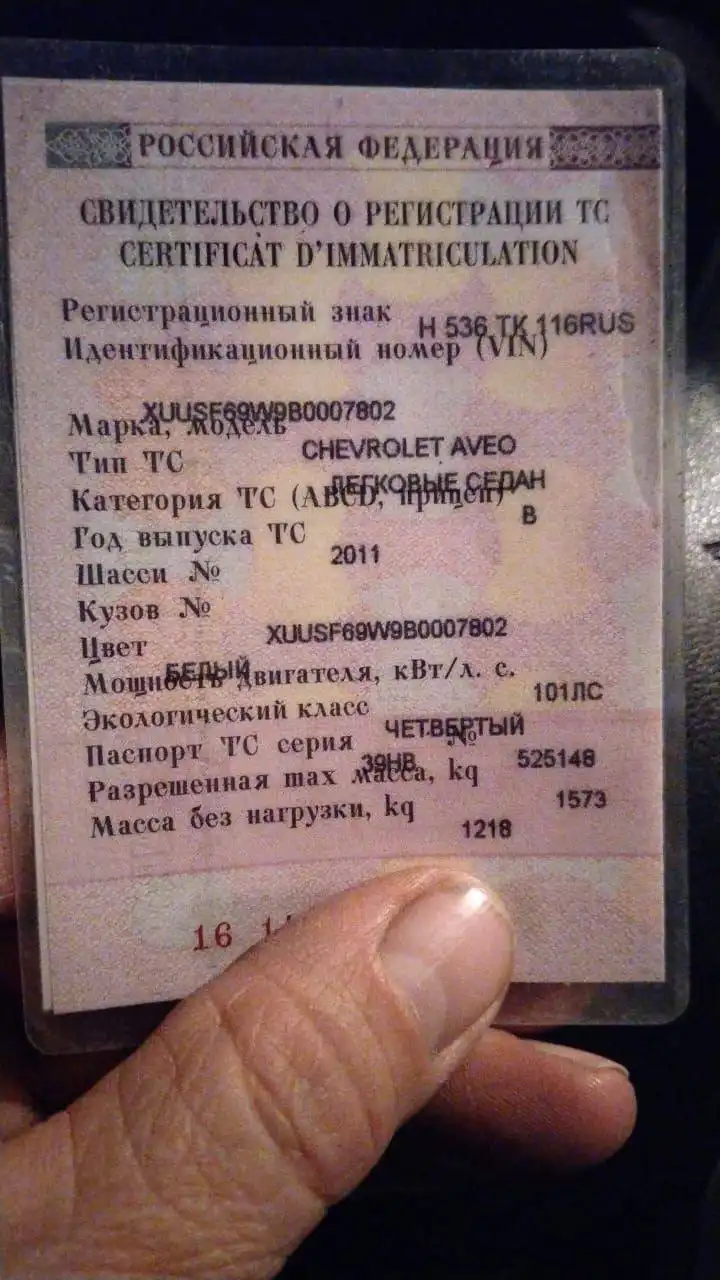 РОССИЙСКАЯ ФЕДЕРАЦИЯ
СВИДЕТЕЛЬСТВО О РЕГИСТРАЦИИ ТС
CERTIFICAT D'IMMATRICULATION
Регистрационный знак Н 536 ТК 116RUS
Идентификационный номер (VIN)
XUUSF69W9B0007802
Марка, модель
CHEVROLET AVEO
Тип ТС
ЛЕГКОВЫЕ СЕДАН
Категория ТС (ABCD, прицеп)
В
Год выпуска ТС
2011
Шасси №
Кузов №
XUUSF69W9B0007802
Цвет
БЕЛЫЙ
Мощность двигателя, кВт/л. с.
101ЛС
Экологический класс
ЧЕТВЕРТЫЙ
Паспорт ТС серия №
39НВ 525148
Разрешенная max масса, kg
1573
Масса без нагрузки, kg
1218
16